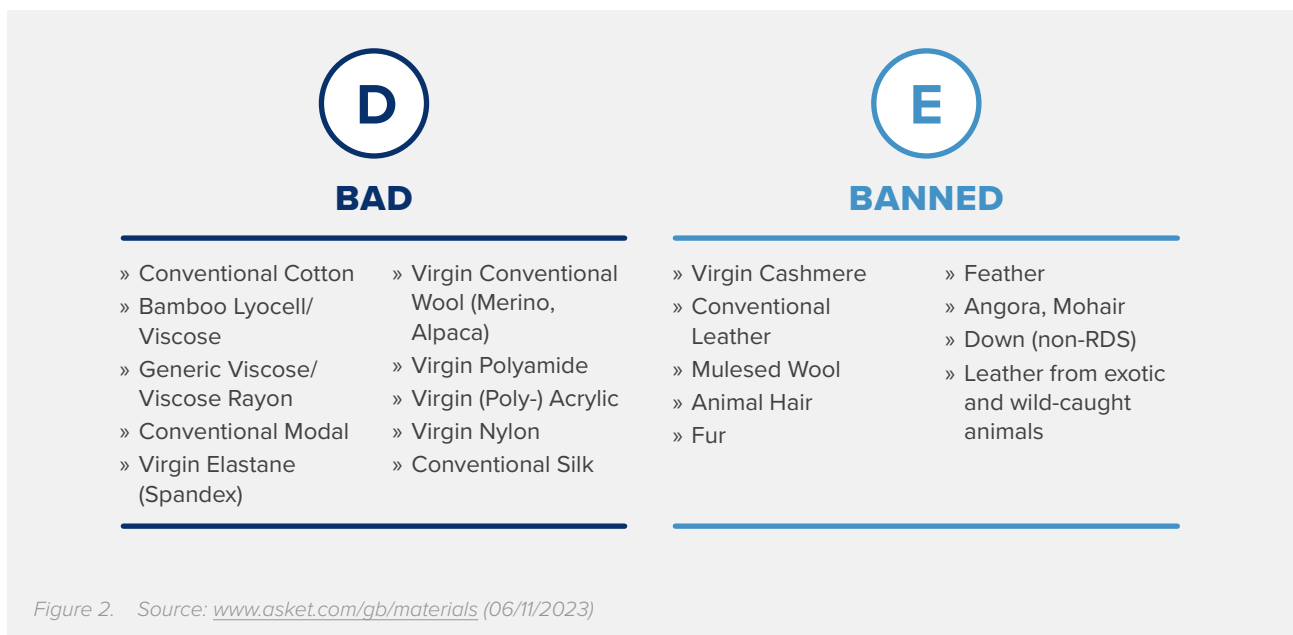 D
BAD
» Conventional Cotton
» Bamboo Lyocell/
Viscose
» Generic Viscose/
Viscose Rayon
» Conventional Modal
» Virgin Elastane
(Spandex)
» Virgin Conventional
Wool (Merino,
Alpaca)
» Virgin Polyamide
» Virgin (Poly-) Acrylic
» Virgin Nylon
» Conventional Silk
E
BANNED
» Virgin Cashmere
» Conventional
Leather
» Mulesed Wool
» Animal Hair
» Fur
» Feather
» Angora, Mohair
» Down (non-RDS)
» Leather from exotic
and wild-caught
animals
Figure 2. Source: www.asket.com/gb/materials (06/11/2023)